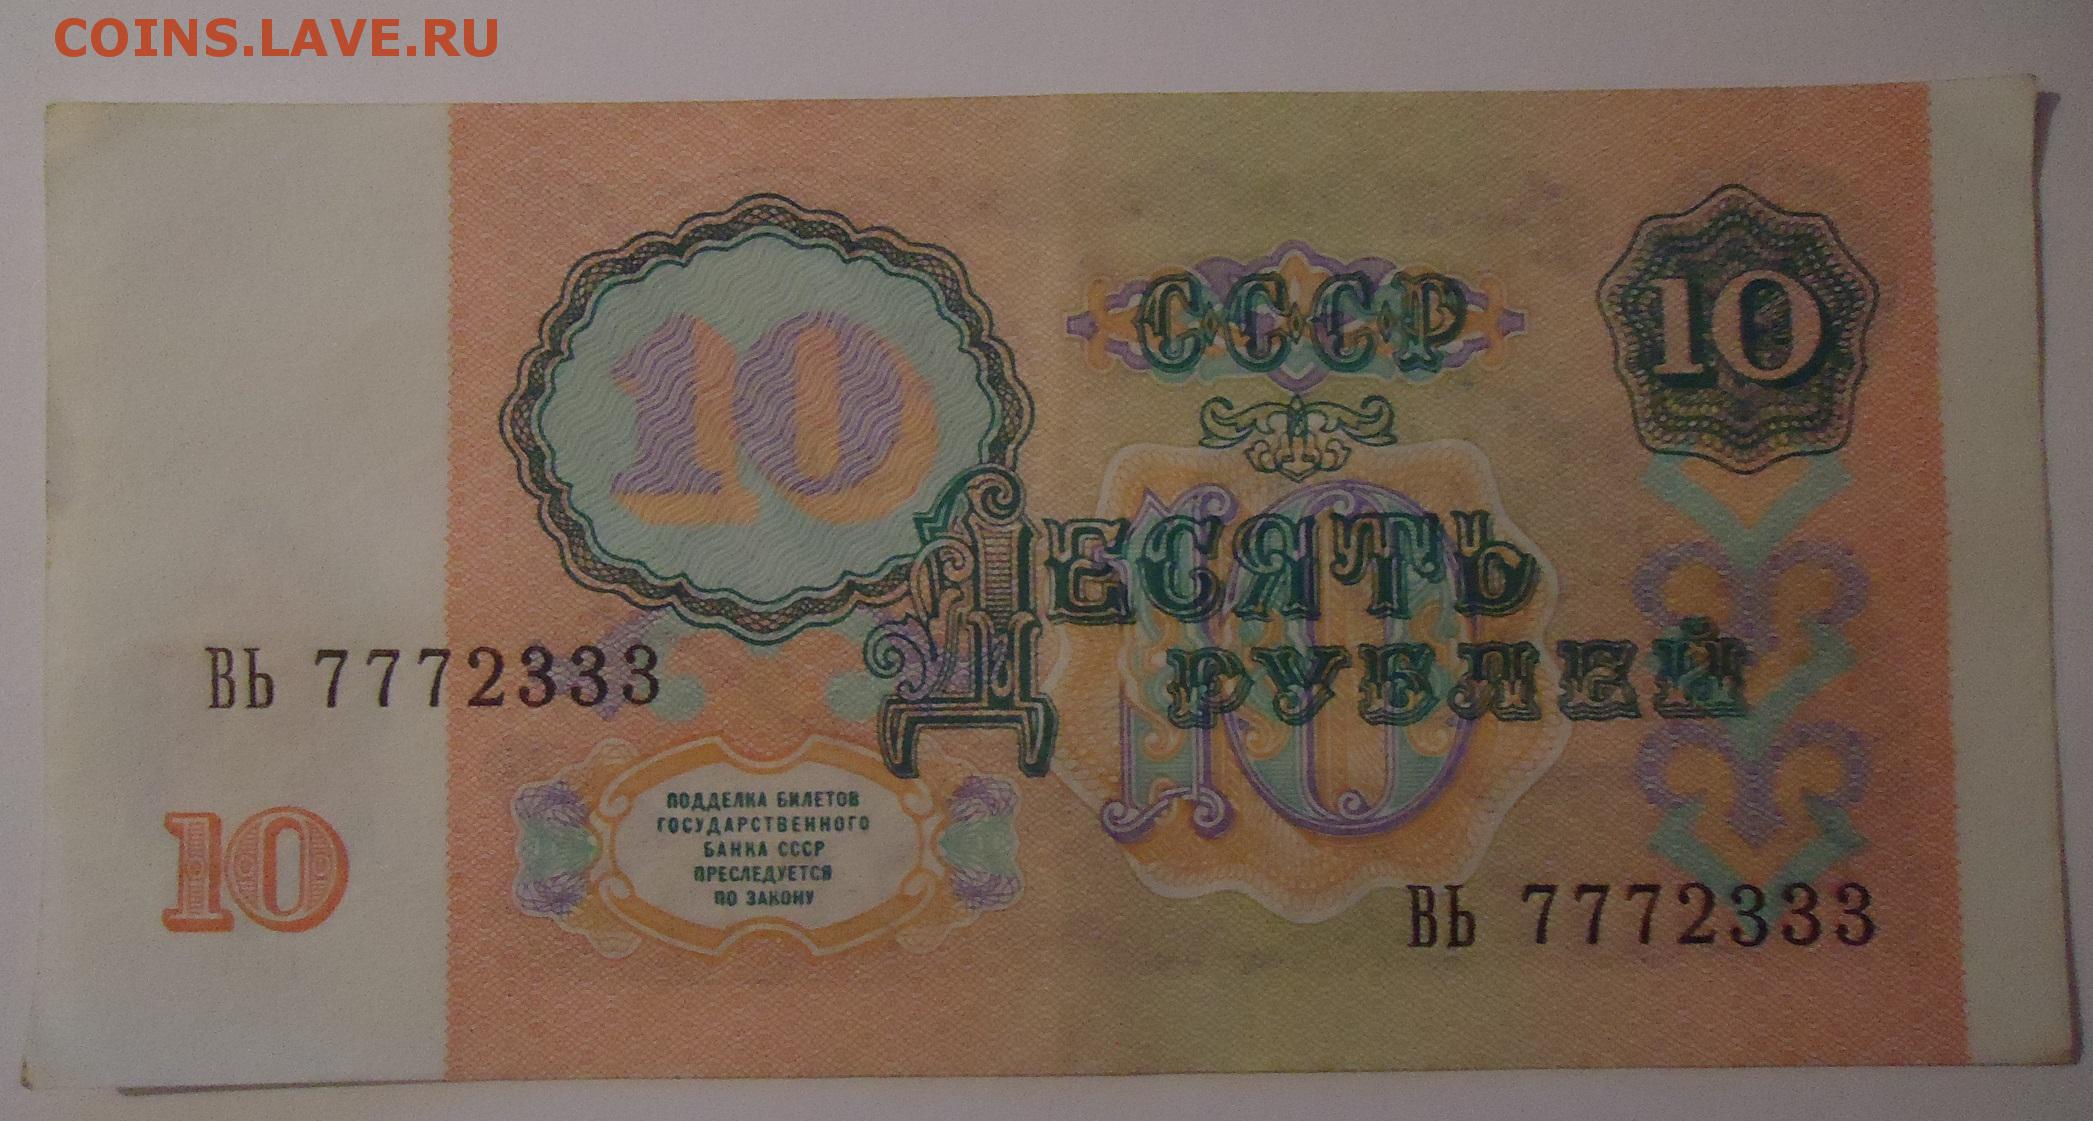 COINS.LAVE.RU
10
С·С·С·Р
10
ДЕСЯТЬ
РУБЛЕЙ
10
ВЬ 7772333
ПОДДЕЛКА БИЛЕТОВ
ГОСУДАРСТВЕННОГО
БАНКА СССР
ПРЕСЛЕДУЕТСЯ
ПО ЗАКОНУ
10
ВЬ 7772333